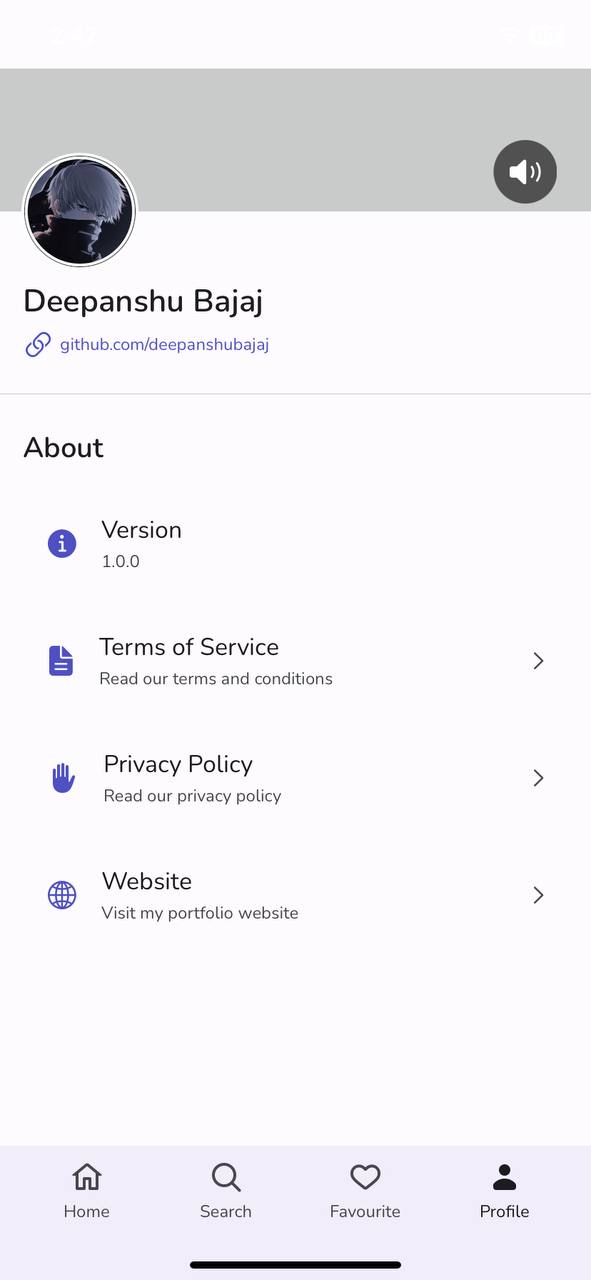 Deepanshu Bajaj
github.com/deepanshubajaj
About
Version
1.0.0
Terms of Service
Read our terms and conditions
Privacy Policy
Read our privacy policy
Website
Visit my portfolio website
Home
Search
Favourite
Profile